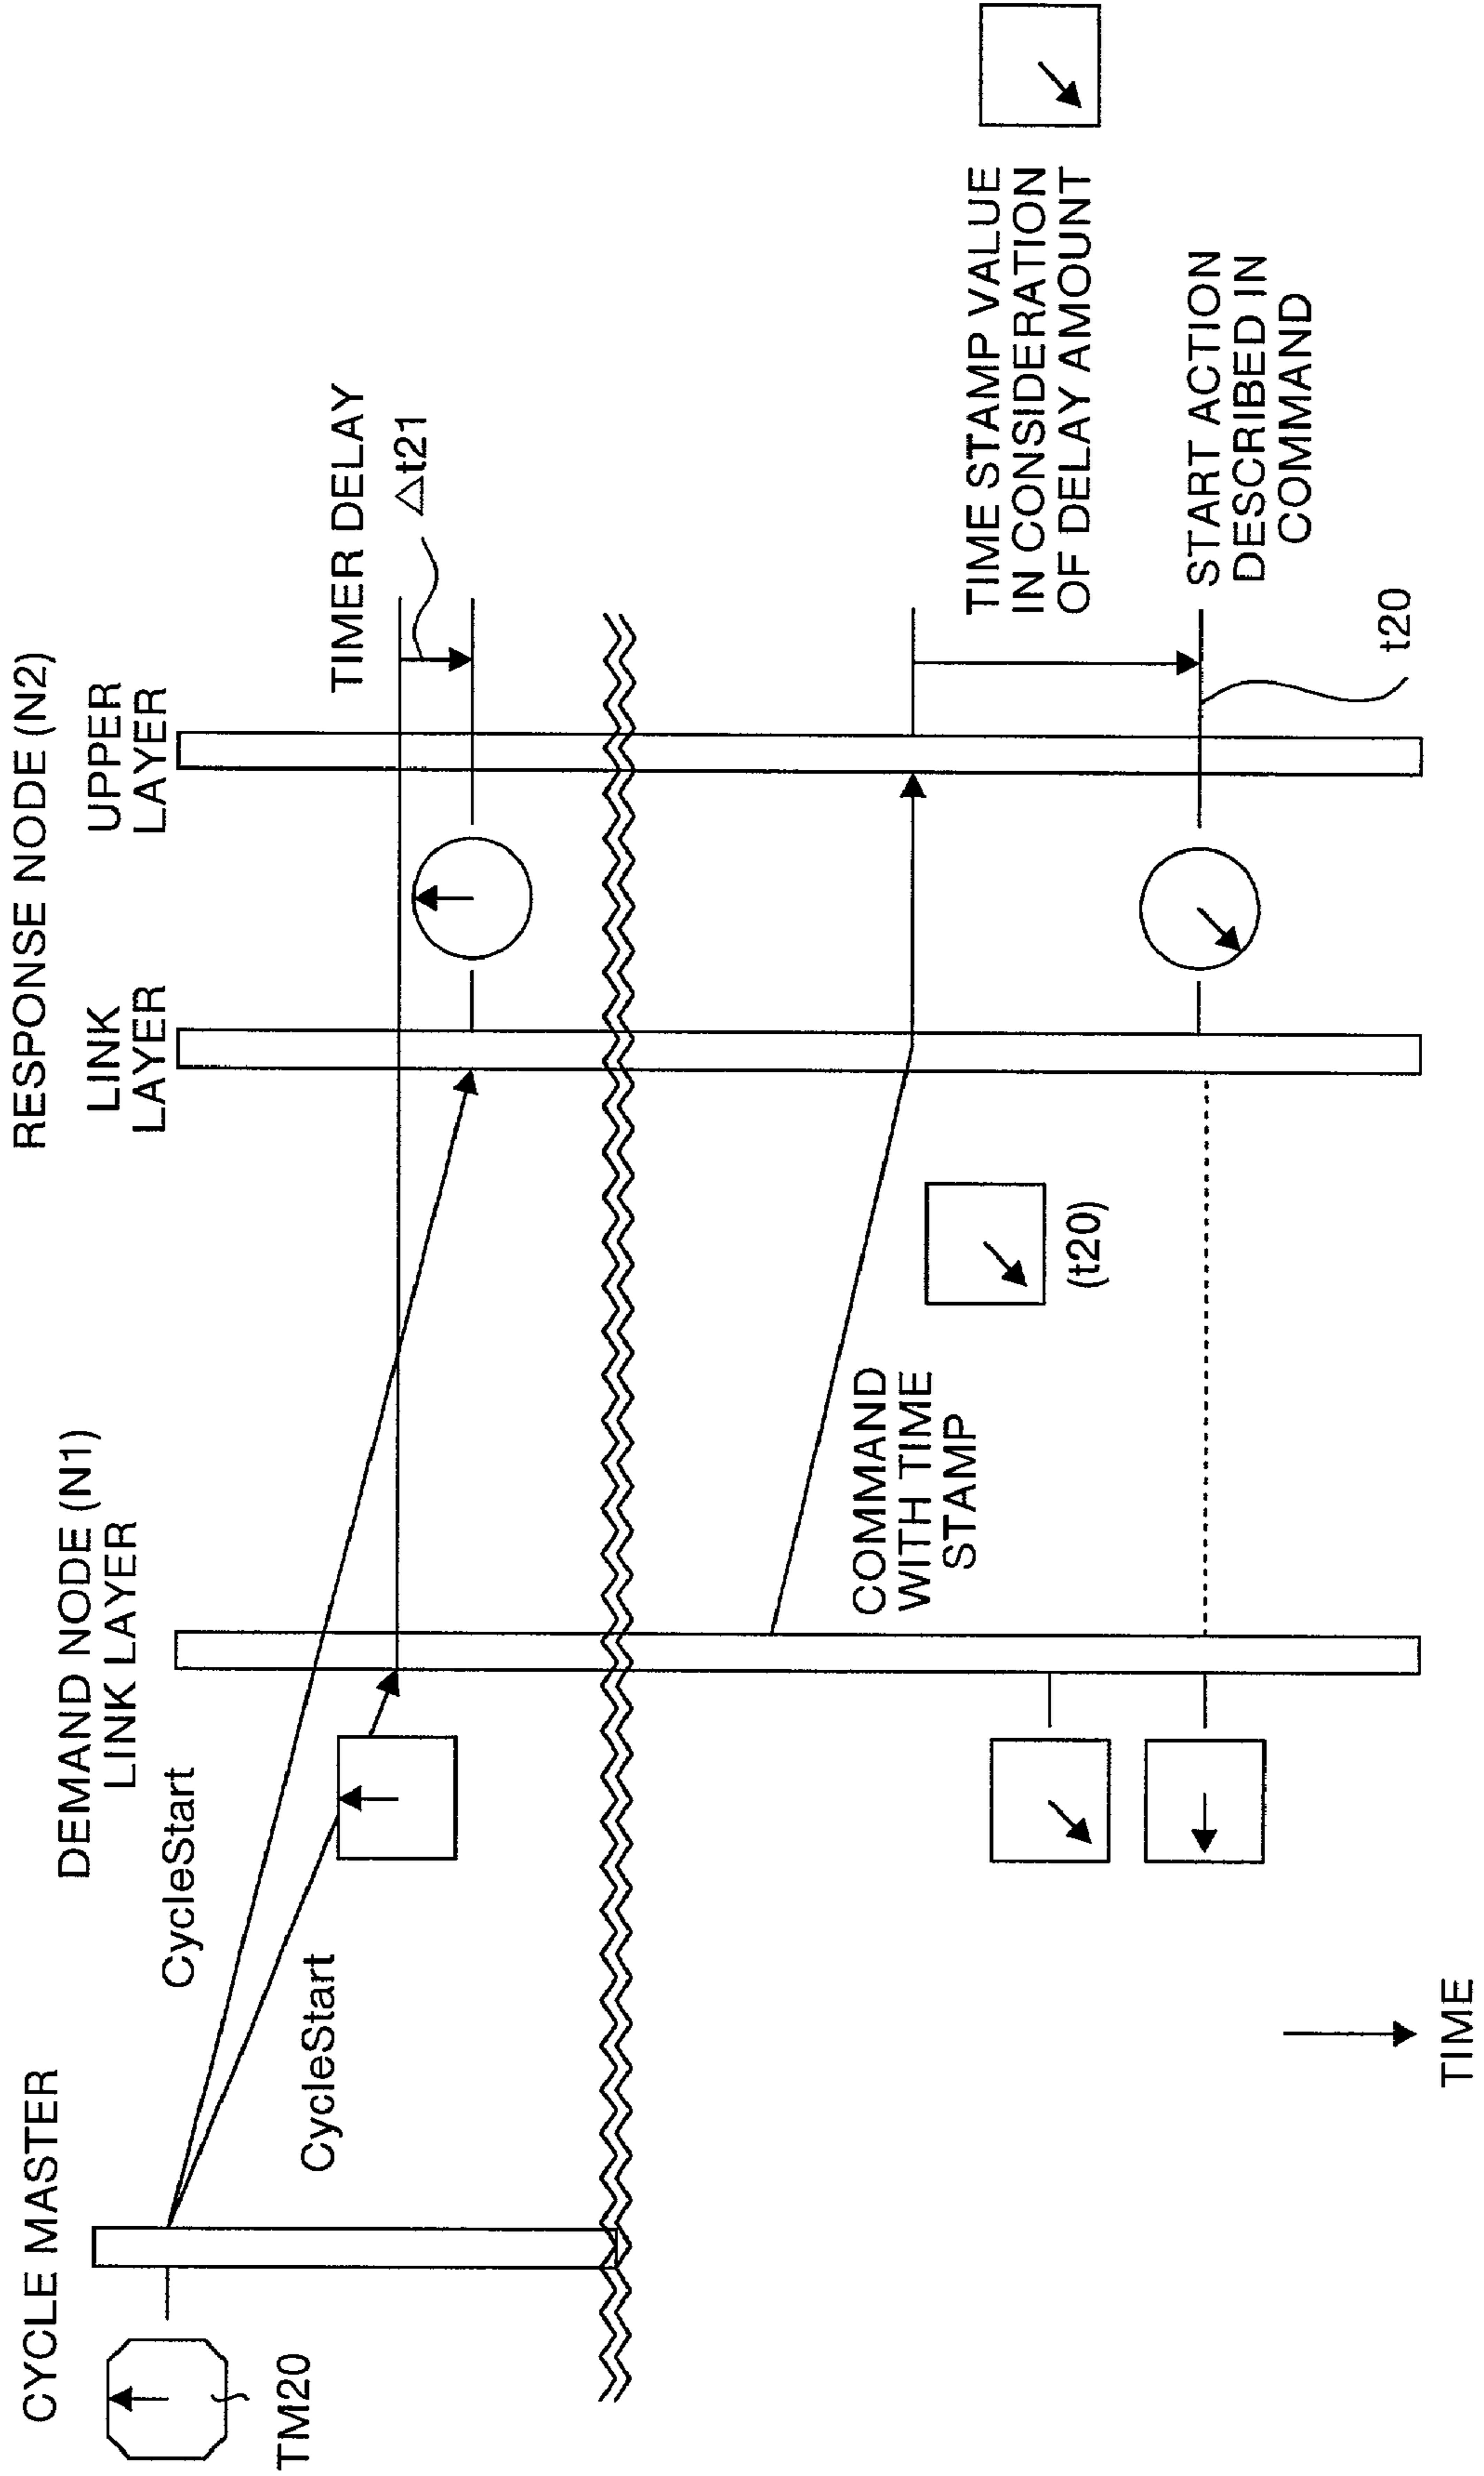 CYCLE MASTER
TM20
CycleStart
CycleStart
DEMAND NODE (N1)
LINK LAYER
RESPONSE NODE (N2)
LINK
LAYER
UPPER
LAYER
TIMER DELAY
△t21
COMMAND
WITH TIME
STAMP
(t20)
TIME STAMP VALUE
IN CONSIDERATION
OF DELAY AMOUNT
START ACTION
DESCRIBED IN
COMMAND
t20
TIME